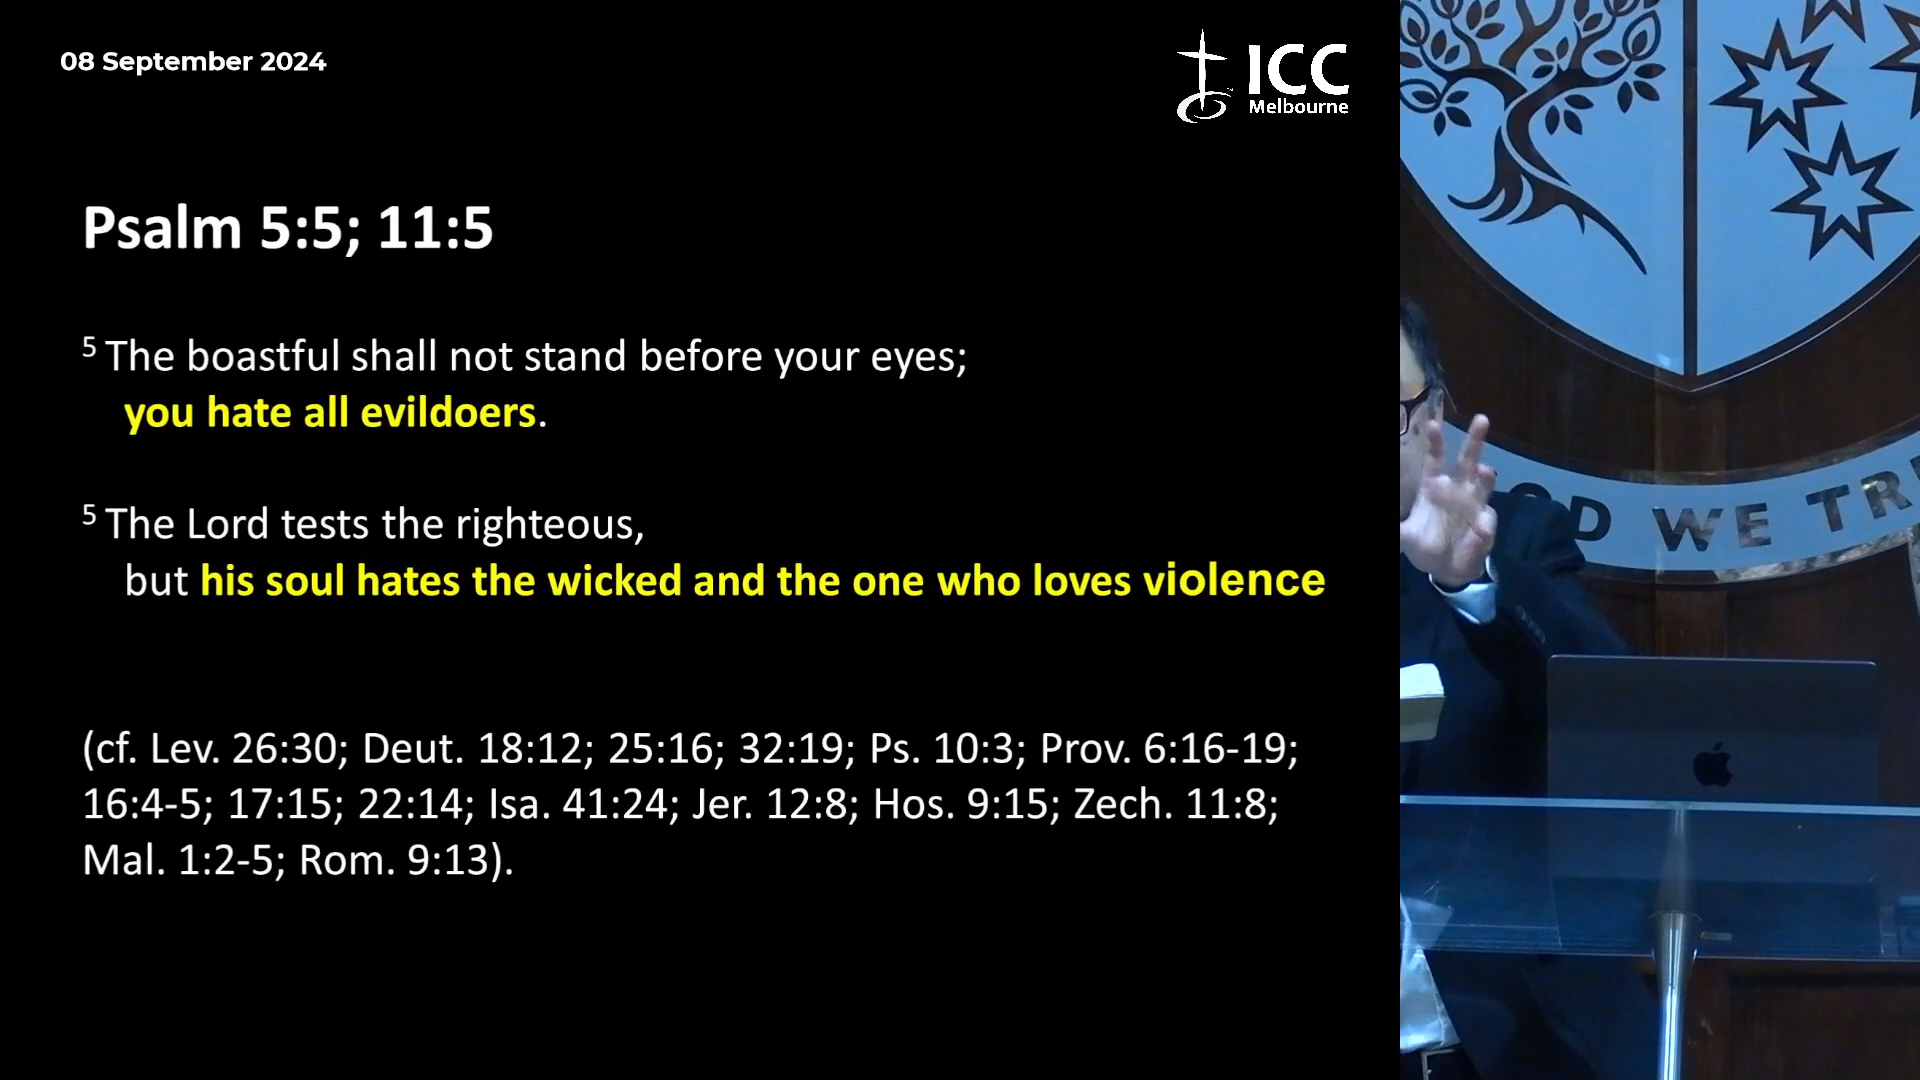 08 September 2024
ICC
Melbourne
Psalm 5:5; 11:5
5 The boastful shall not stand before your eyes;
you hate all evildoers.
5 The Lord tests the righteous,
but his soul hates the wicked and the one who loves violence
(cf. Lev. 26:30; Deut. 18:12; 25:16; 32:19; Ps. 10:3; Prov. 6:16-19;
16:4-5; 17:15; 22:14; Isa. 41:24; Jer. 12:8; Hos. 9:15; Zech. 11:8;
Mal. 1:2-5; Rom. 9:13).
WE